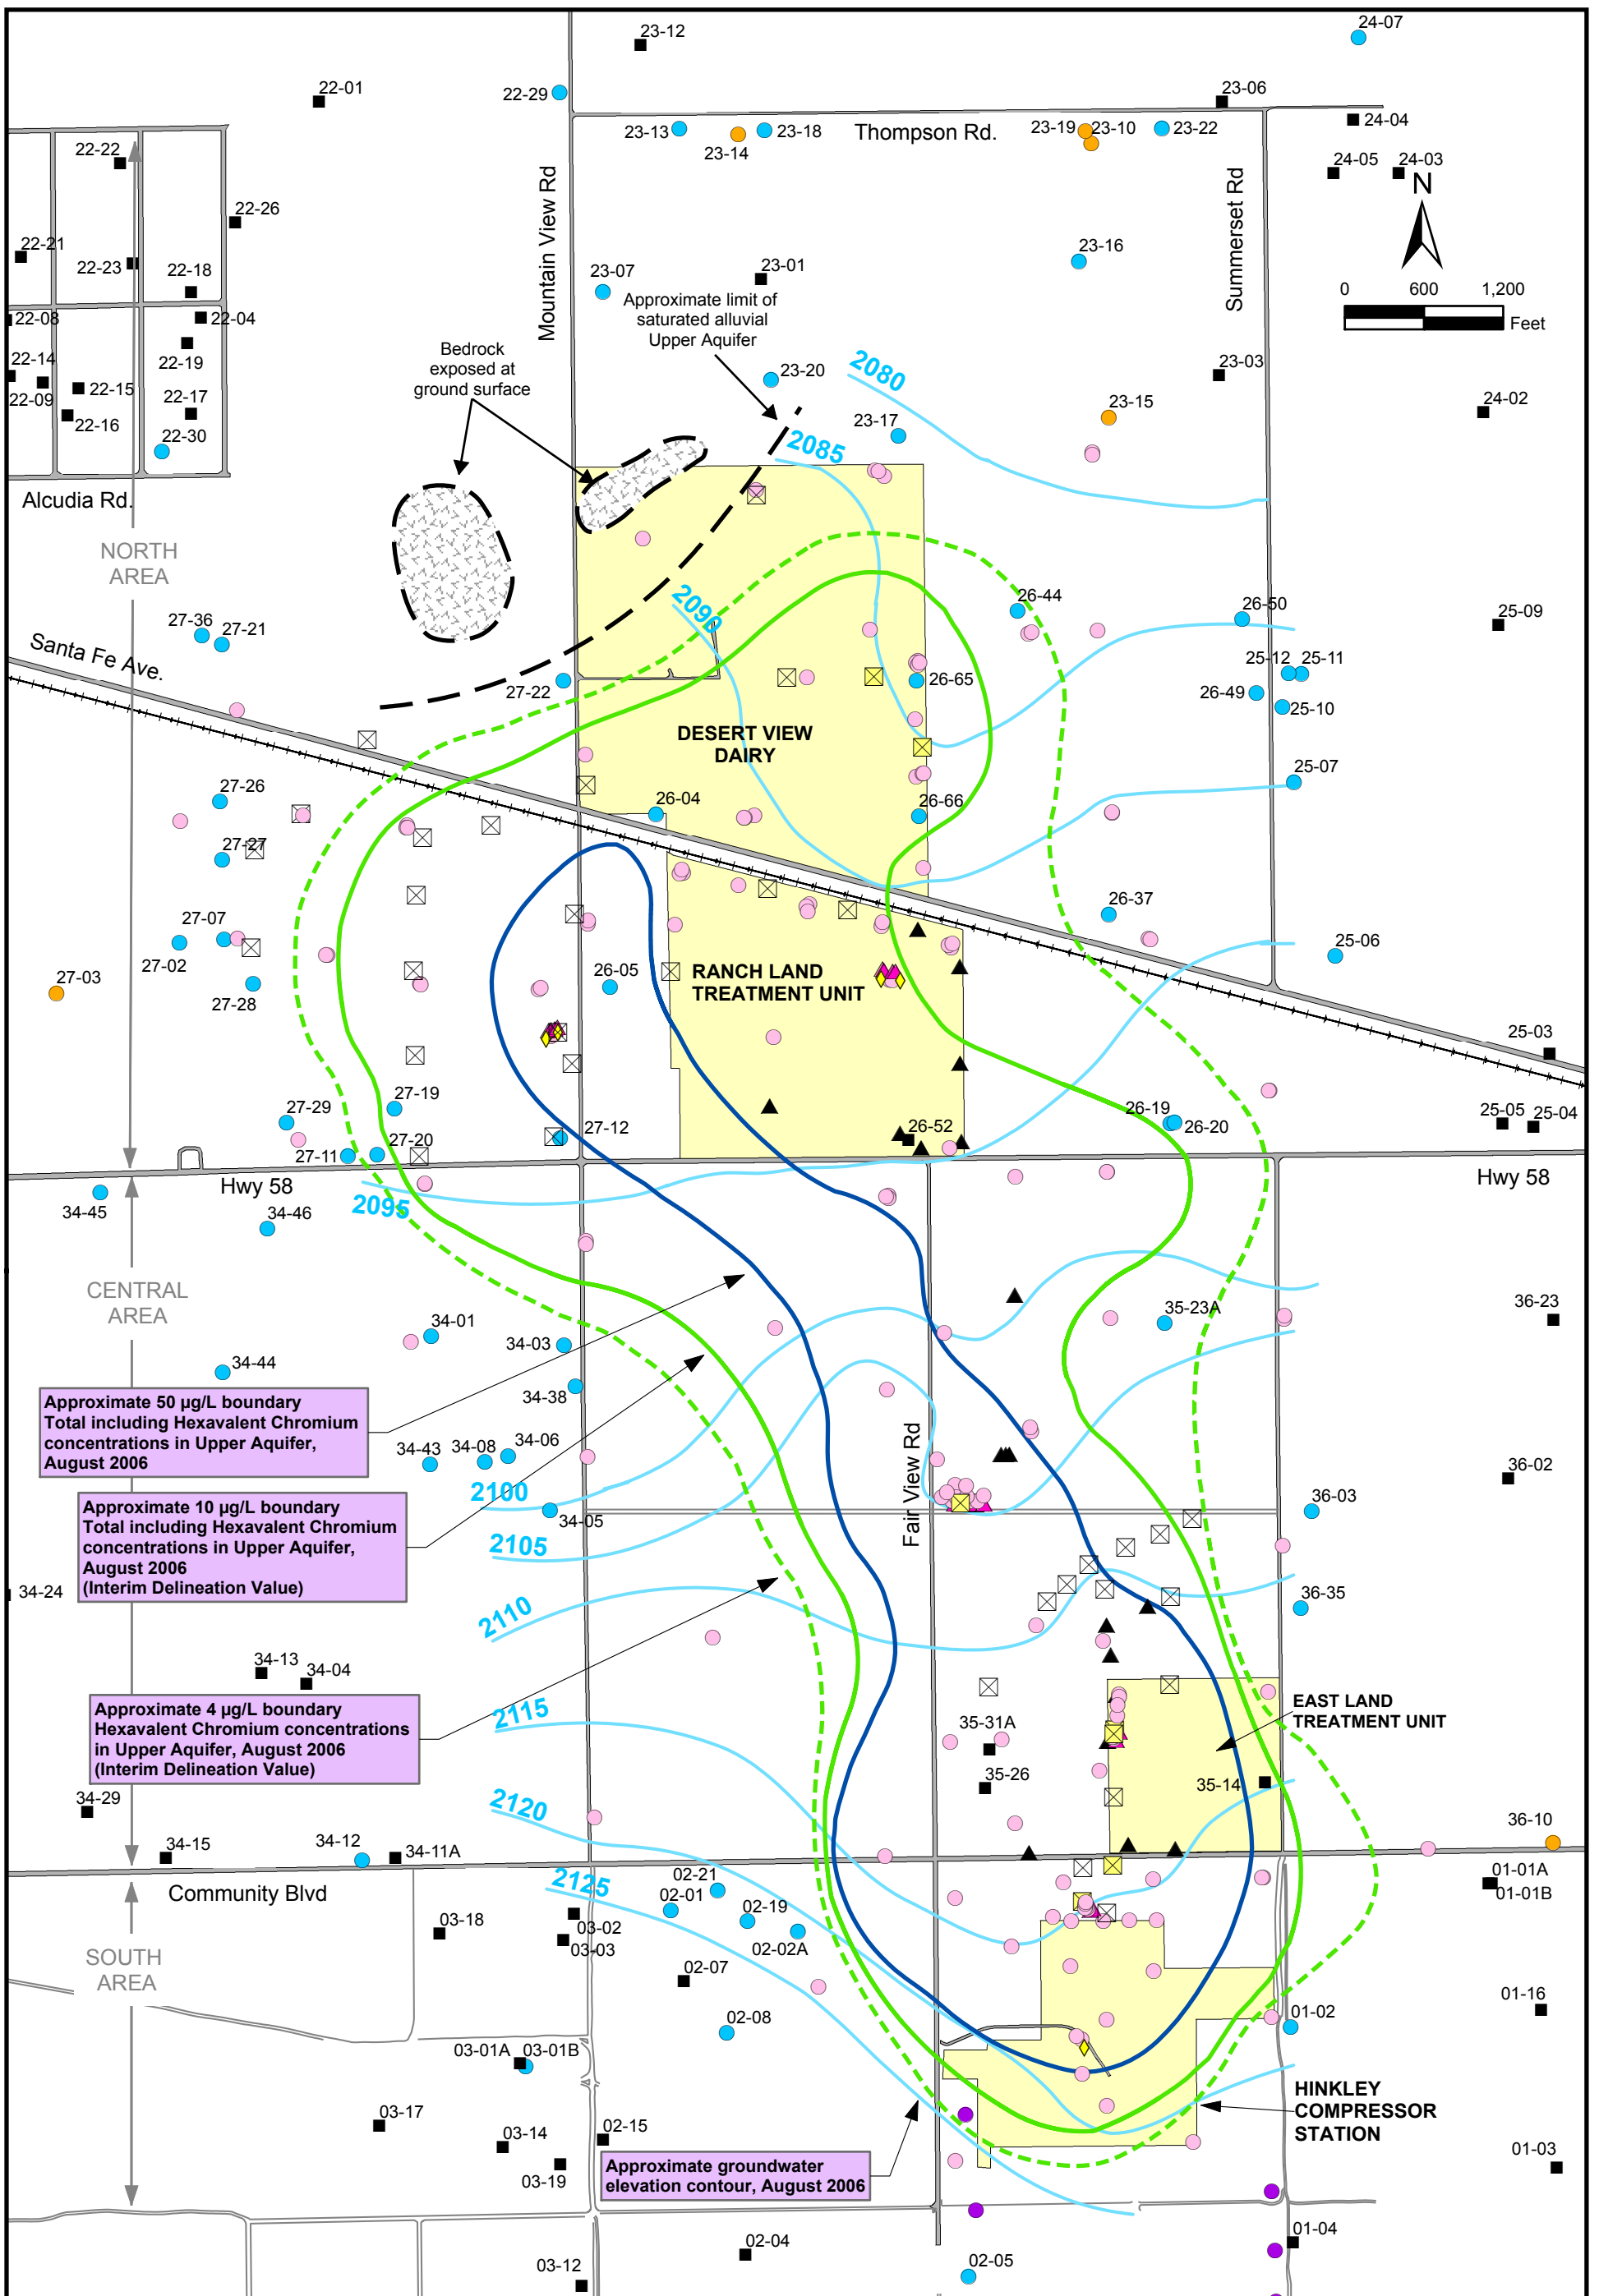 23-12
24-07
22-01
22-29
23-06
23-13
23-14
23-18
Thompson Rd.
23-19
23-10
23-22
24-04
22-22
24-05
24-03
N
22-26
Mountain View Rd
Summerset Rd
22-21
22-23
22-18
23-07
23-01
23-16
0 600 1,200
Feet
Approximate limit of
saturated alluvial
Upper Aquifer
22-08
22-04
22-14
22-19
22-09
22-15
22-17
22-16
22-30
Bedrock
exposed at
ground surface
23-20
2080
23-03
23-15
24-02
23-17
2085
Alcudia Rd.
NORTH
AREA
2090
26-44
26-50
25-09
27-36
27-21
Santa Fe Ave.
27-22
26-65
25-12
25-11
26-49
25-10
DESERT VIEW
DAIRY
25-07
27-26
26-04
26-66
27-27
27-07
27-02
26-37
25-06
27-03
27-28
26-05
RANCH LAND
TREATMENT UNIT
25-03
27-29
27-19
26-19
26-20
25-05
25-04
27-11
27-20
27-12
26-52
Hwy 58
Hwy 58
2095
34-45
34-46
CENTRAL
AREA
34-01
34-03
35-23A
36-23
34-44
34-38
Approximate 50 µg/L boundary
Total including Hexavalent Chromium
concentrations in Upper Aquifer,
August 2006
34-43
34-08
34-06
Fair View Rd
36-02
2100
34-05
36-03
Approximate 10 µg/L boundary
Total including Hexavalent Chromium
concentrations in Upper Aquifer,
August 2006
(Interim Delineation Value)
2105
34-24
2110
36-35
34-13
34-04
Approximate 4 µg/L boundary
Hexavalent Chromium concentrations
in Upper Aquifer, August 2006
(Interim Delineation Value)
2115
35-31A
EAST LAND
TREATMENT UNIT
35-26
35-14
34-29
2120
34-15
34-12
34-11A
36-10
Community Blvd
2125
02-21
02-01
02-19
02-02A
01-01A
01-01B
03-18
03-02
03-03
SOUTH
AREA
02-07
02-08
01-16
01-02
03-01A
03-01B
HINKLEY
COMPRESSOR
STATION
03-17
03-14
02-15
03-19
Approximate groundwater
elevation contour, August 2006
01-03
02-04
01-04
03-12
02-05